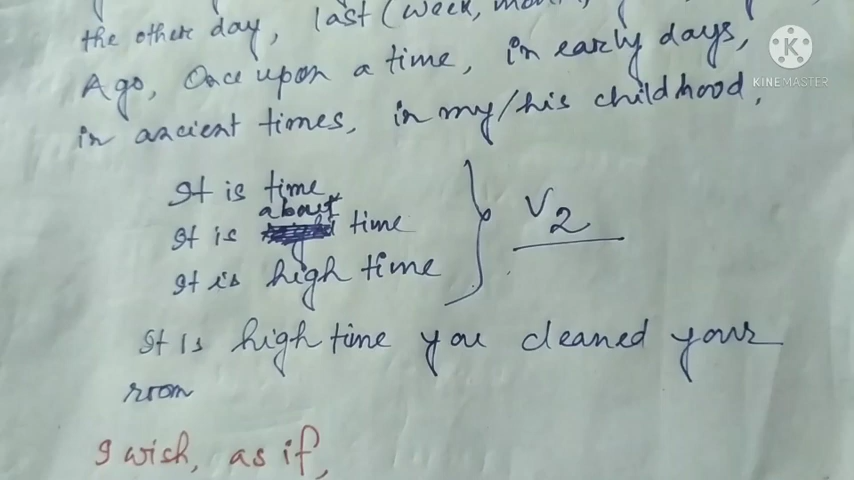 the other day, last (week,
Ago, Once upon a time, in early days,
in ancient times, in my/his childhood.
It is time
It is about time
It is high time
V2
It is high time you cleaned your
room
I wish, as if,
K
KINEMASTER